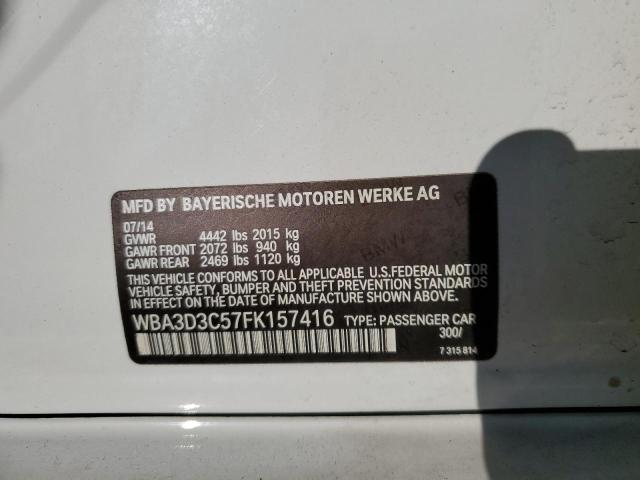 MFD BY BAYERISCHE MOTOREN WERKE AG
07/14
GVWR 4442 lbs 2015 kg
GAWR FRONT 2072 lbs 940 kg
GAWR REAR 2469 lbs 1120 kg
THIS VEHICLE CONFORMS TO ALL APPLICABLE U.S.FEDERAL MOTOR
VEHICLE SAFETY, BUMPER AND THEFT PREVENTION STANDARDS
IN EFFECT ON THE DATE OF MANUFACTURE SHOWN ABOVE.
WBA3D3C57FK157416 TYPE: PASSENGER CAR
300/
7 315 814